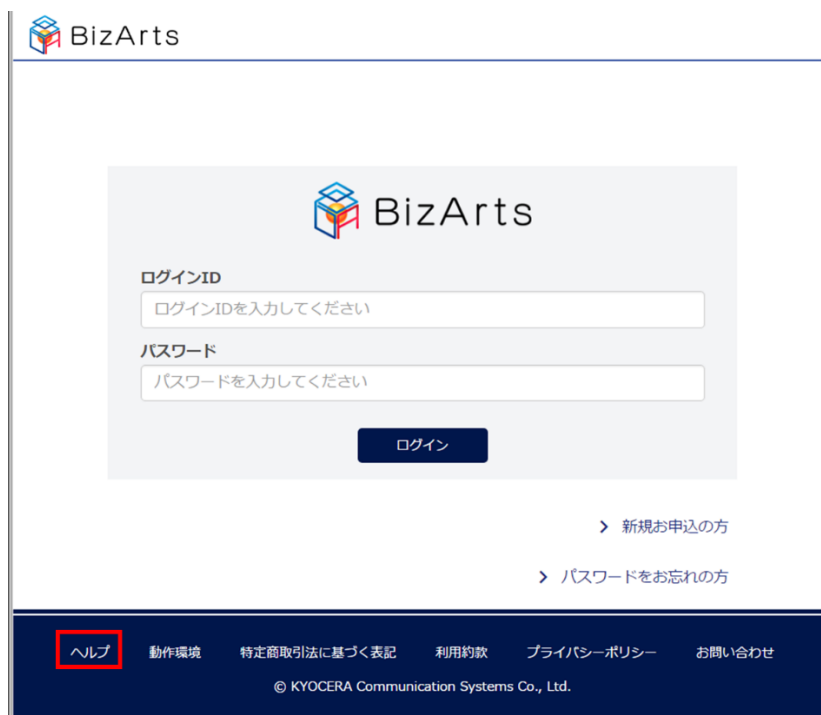 BizArts
BizArts
ログインID
ログインIDを入力してください
パスワード
パスワードを入力してください
ログイン
新規お申込の方
パスワードをお忘れの方
ヘルプ 動作環境 特定商取引法に基づく表記 利用約款 プライバシーポリシー お問い合わせ
© KYOCERA Communication Systems Co., Ltd.